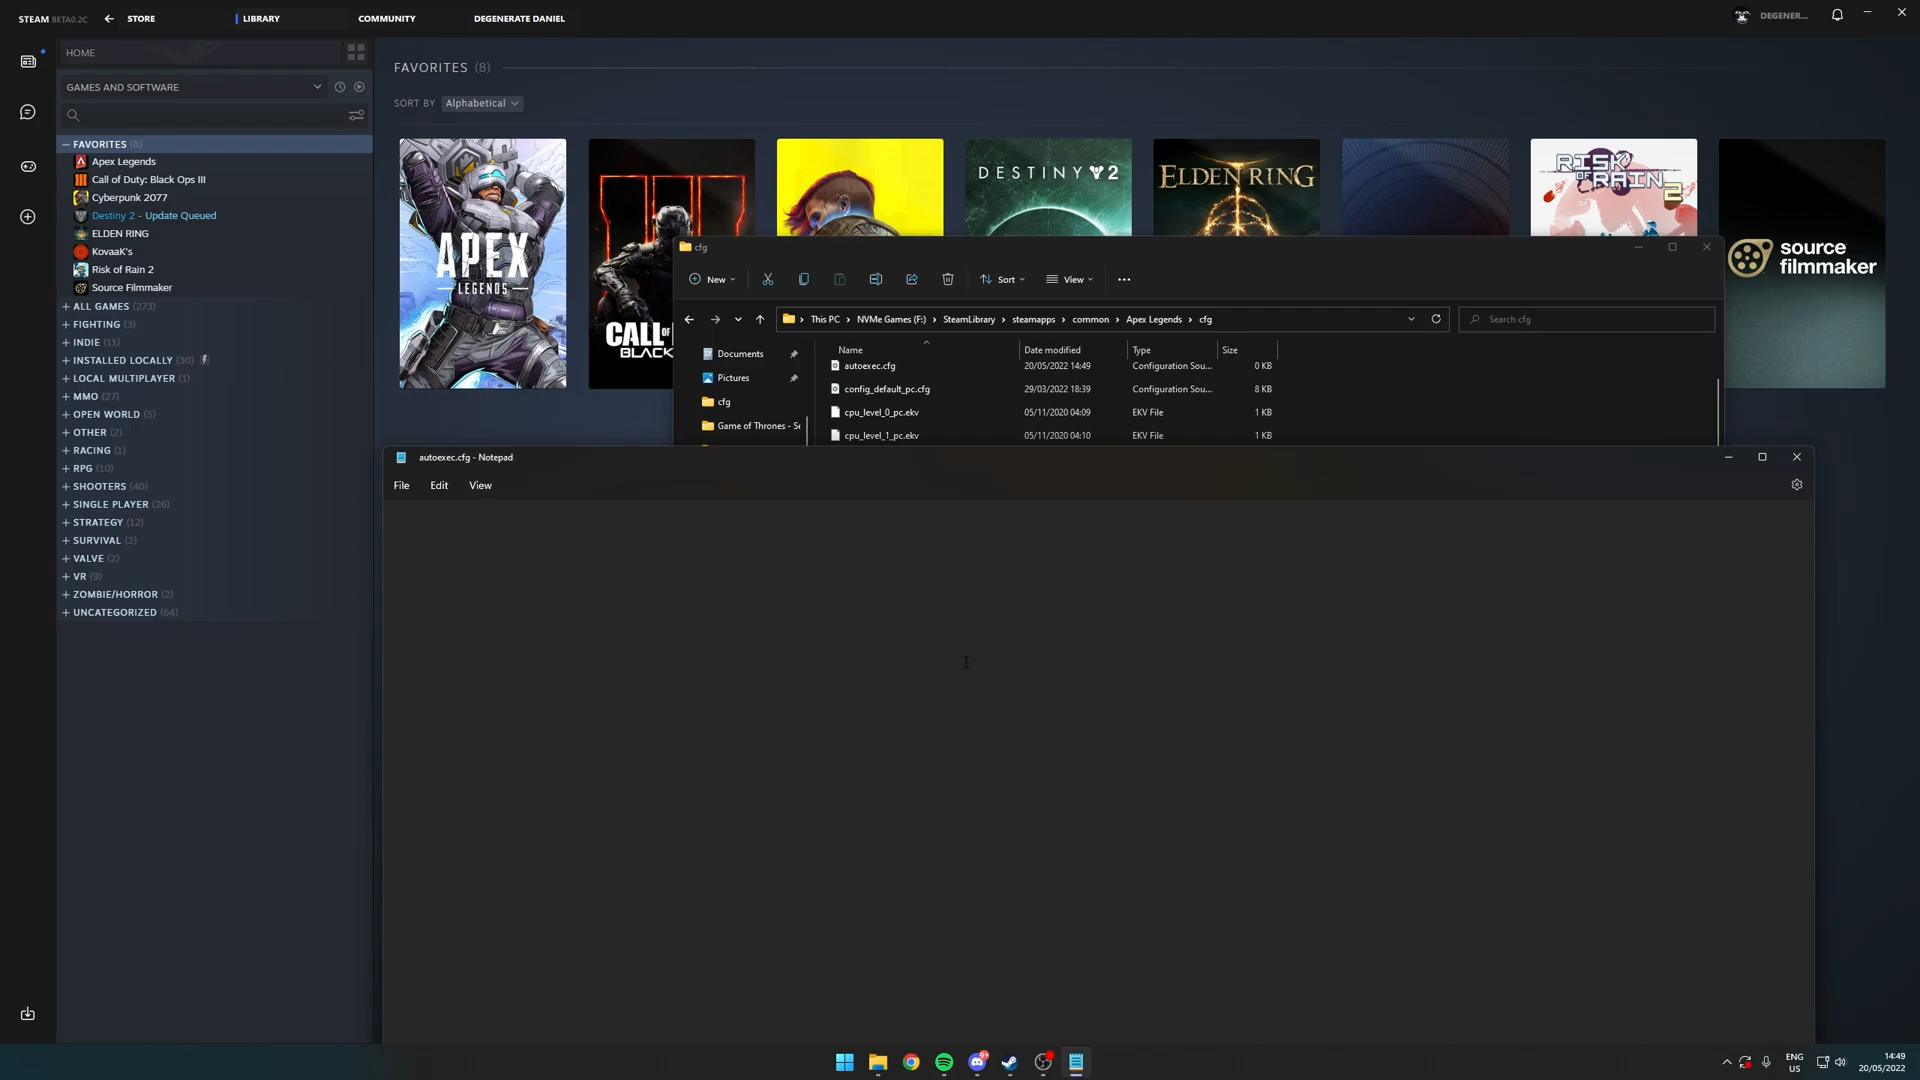 STEAM BETA0.2C
STORE
LIBRARY
COMMUNITY
DEGENERATE DANIEL
DEGENER...
HOME
GAMES AND SOFTWARE
FAVORITES (8)
Apex Legends
Call of Duty: Black Ops III
Cyberpunk 2077
Destiny 2 - Update Queued
ELDEN RING
KovaaK's
Risk of Rain 2
Source Filmmaker
ALL GAMES (273)
FIGHTING (3)
INDIE (11)
INSTALLED LOCALLY (30)
LOCAL MULTIPLAYER (1)
MMO (27)
OPEN WORLD (5)
OTHER (2)
RACING (1)
RPG (10)
SHOOTERS (40)
SINGLE PLAYER (26)
STRATEGY (12)
SURVIVAL (2)
VALVE (2)
VR (9)
ZOMBIE/HORROR (2)
UNCATEGORIZED (64)
FAVORITES (8)
SORT BY Alphabetical
APEX
LEGENDS
CALL OF
BLACK
DESTINY 2
ELDEN RING
RISK OF RAIN 2
source
filmmaker
cfg
New
Sort
View
This PC > NVMe Games (F:) > SteamLibrary > steamapps > common > Apex Legends > cfg
Search cfg
Documents
Pictures
cfg
Game of Thrones - Se
Name Date modified Type Size
autoexec.cfg 20/05/2022 14:49 Configuration Sou... 0 KB
config_default_pc.cfg 29/03/2022 18:39 Configuration Sou... 8 KB
cpu_level_0_pc.ekv 05/11/2020 04:09 EKV File 1 KB
cpu_level_1_pc.ekv 05/11/2020 04:10 EKV File 1 KB
autoexec.cfg - Notepad
File Edit View
9+
ENG
US
14:49
20/05/2022